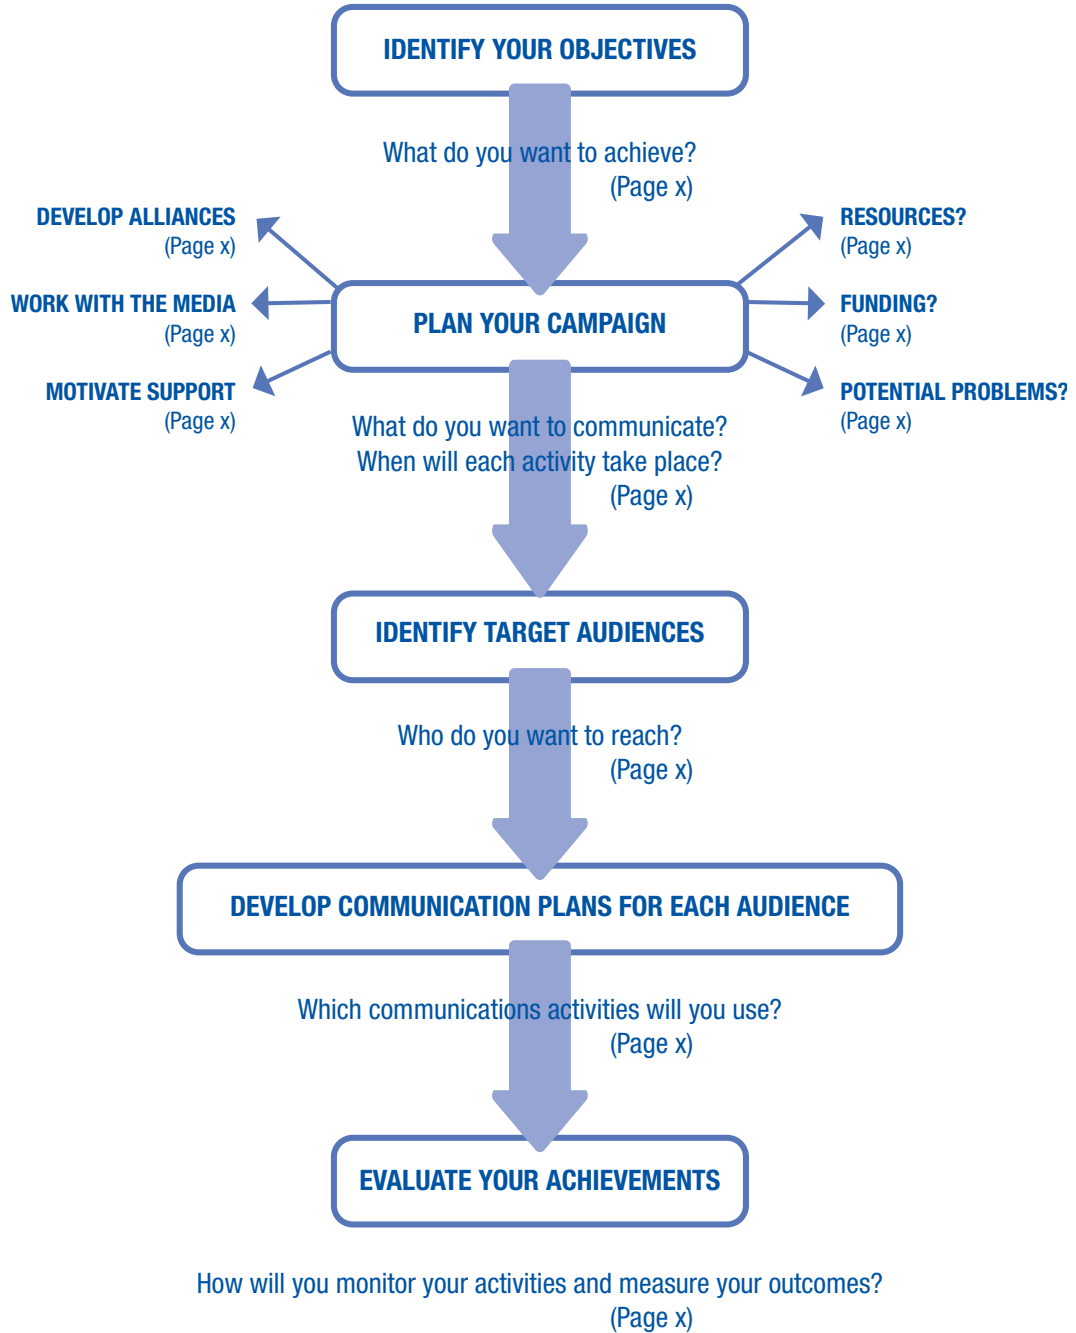 IDENTIFY YOUR OBJECTIVES
What do you want to achieve?
(Page x)
DEVELOP ALLIANCES
(Page x)
WORK WITH THE MEDIA
(Page x)
MOTIVATE SUPPORT
(Page x)
RESOURCES?
(Page x)
FUNDING?
(Page x)
POTENTIAL PROBLEMS?
(Page x)
PLAN YOUR CAMPAIGN
What do you want to communicate?
When will each activity take place?
(Page x)
IDENTIFY TARGET AUDIENCES
Who do you want to reach?
(Page x)
DEVELOP COMMUNICATION PLANS FOR EACH AUDIENCE
Which communications activities will you use?
(Page x)
EVALUATE YOUR ACHIEVEMENTS
How will you monitor your activities and measure your outcomes?
(Page x)